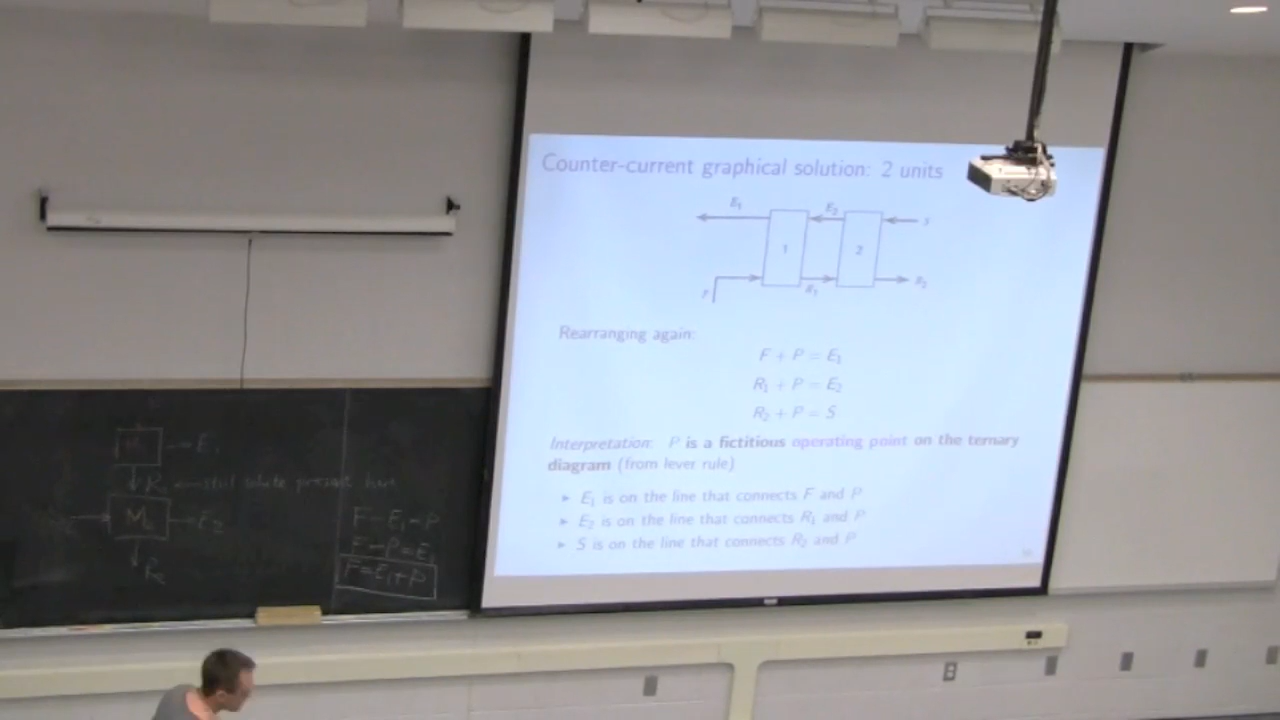 Counter-current graphical solution: 2 units
E₁
E₂
S
1
2
F
R₁
R₂
Rearranging again:
F + P = E₁
R₁ + P = E₂
R₂ + P = S
Interpretation: P is a fictitious operating point on the ternary
diagram (from lever rule)
► E₁ is on the line that connects F and P
► E₂ is on the line that connects R₁ and P
► S is on the line that connects R₂ and P
E₁
still solute present here
M₂
E₂
R₂
F - E₁ = P
F - P = E₁
F = E₁ + P